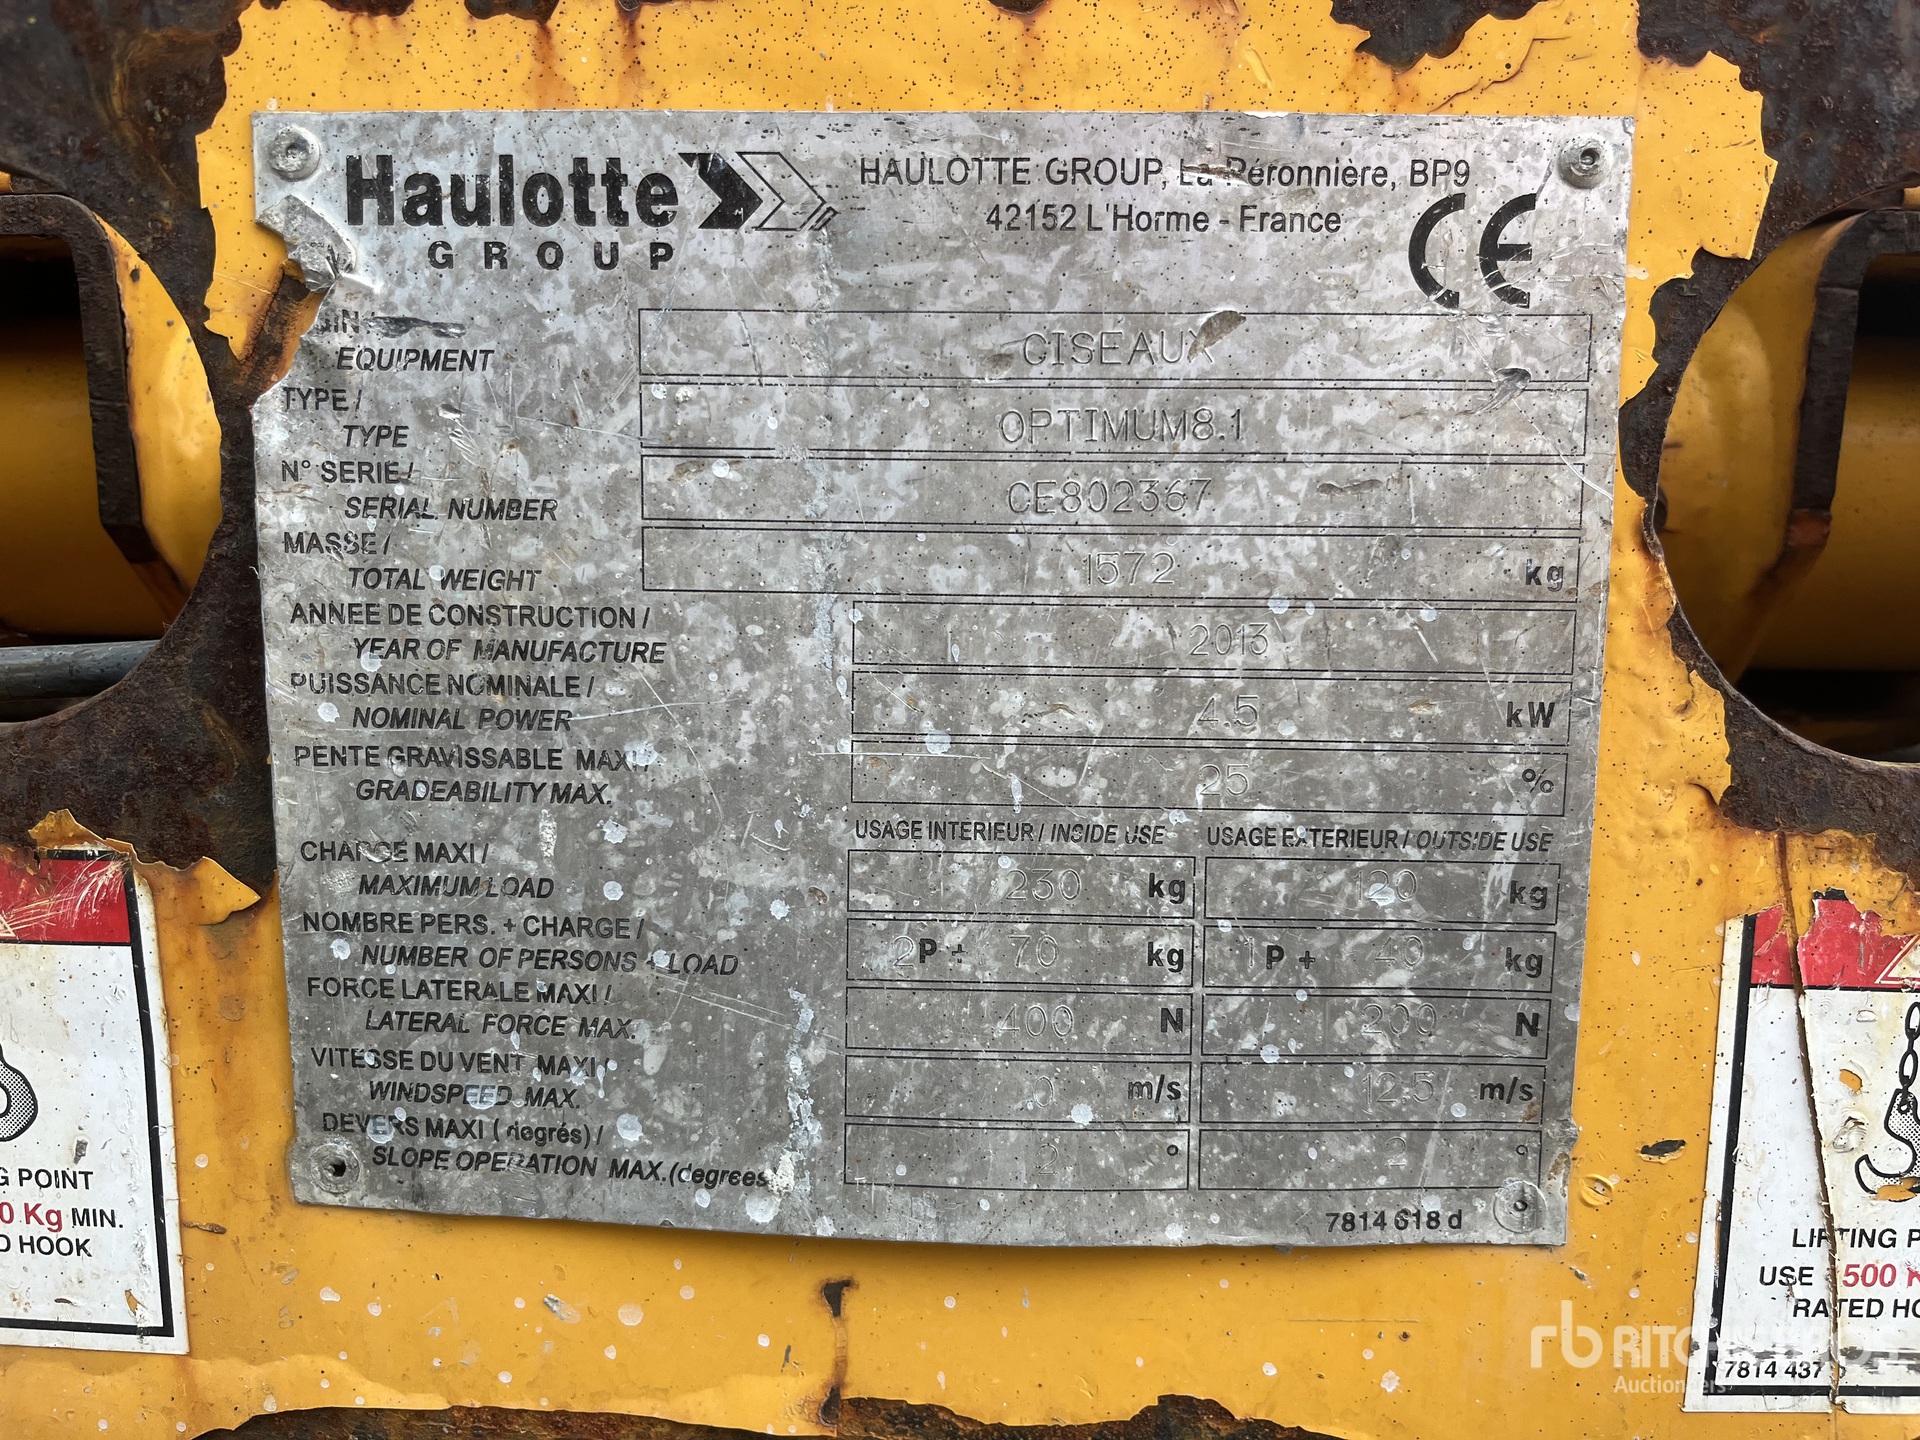 Haulotte
GROUP
HAULOTTE GROUP, La Péronnière, BP9
42152 L'Horme - France
CE
EQUIPMENT
CISEAUX
TYPE /
TYPE
OPTIMUM8.1
N° SERIE /
SERIAL NUMBER
CE802367
MASSE /
TOTAL WEIGHT
1572 kg
ANNEE DE CONSTRUCTION /
YEAR OF MANUFACTURE
2013
PUISSANCE NOMINALE /
NOMINAL POWER
4.5 kW
PENTE GRAVISSABLE MAXI /
GRADEABILITY MAX.
25 %
USAGE INTERIEUR / INSIDE USE
USAGE EXTERIEUR / OUTSIDE USE
CHARGE MAXI /
MAXIMUM LOAD
230 kg
120 kg
NOMBRE PERS. + CHARGE /
NUMBER OF PERSONS + LOAD
2P + 70 kg
1P + 40 kg
FORCE LATERALE MAXI /
LATERAL FORCE MAX.
400 N
200 N
VITESSE DU VENT MAXI /
WINDSPEED MAX.
0 m/s
12.5 m/s
DEVERS MAXI ( degrés) /
SLOPE OPERATION MAX. (degrees
2 °
2 °
7814 618 d
G POINT
0 Kg MIN.
D HOOK
LIFTING P
USE 500 K
RATED HO
7814 437
rb RITCHIE BROS
Auctioneers